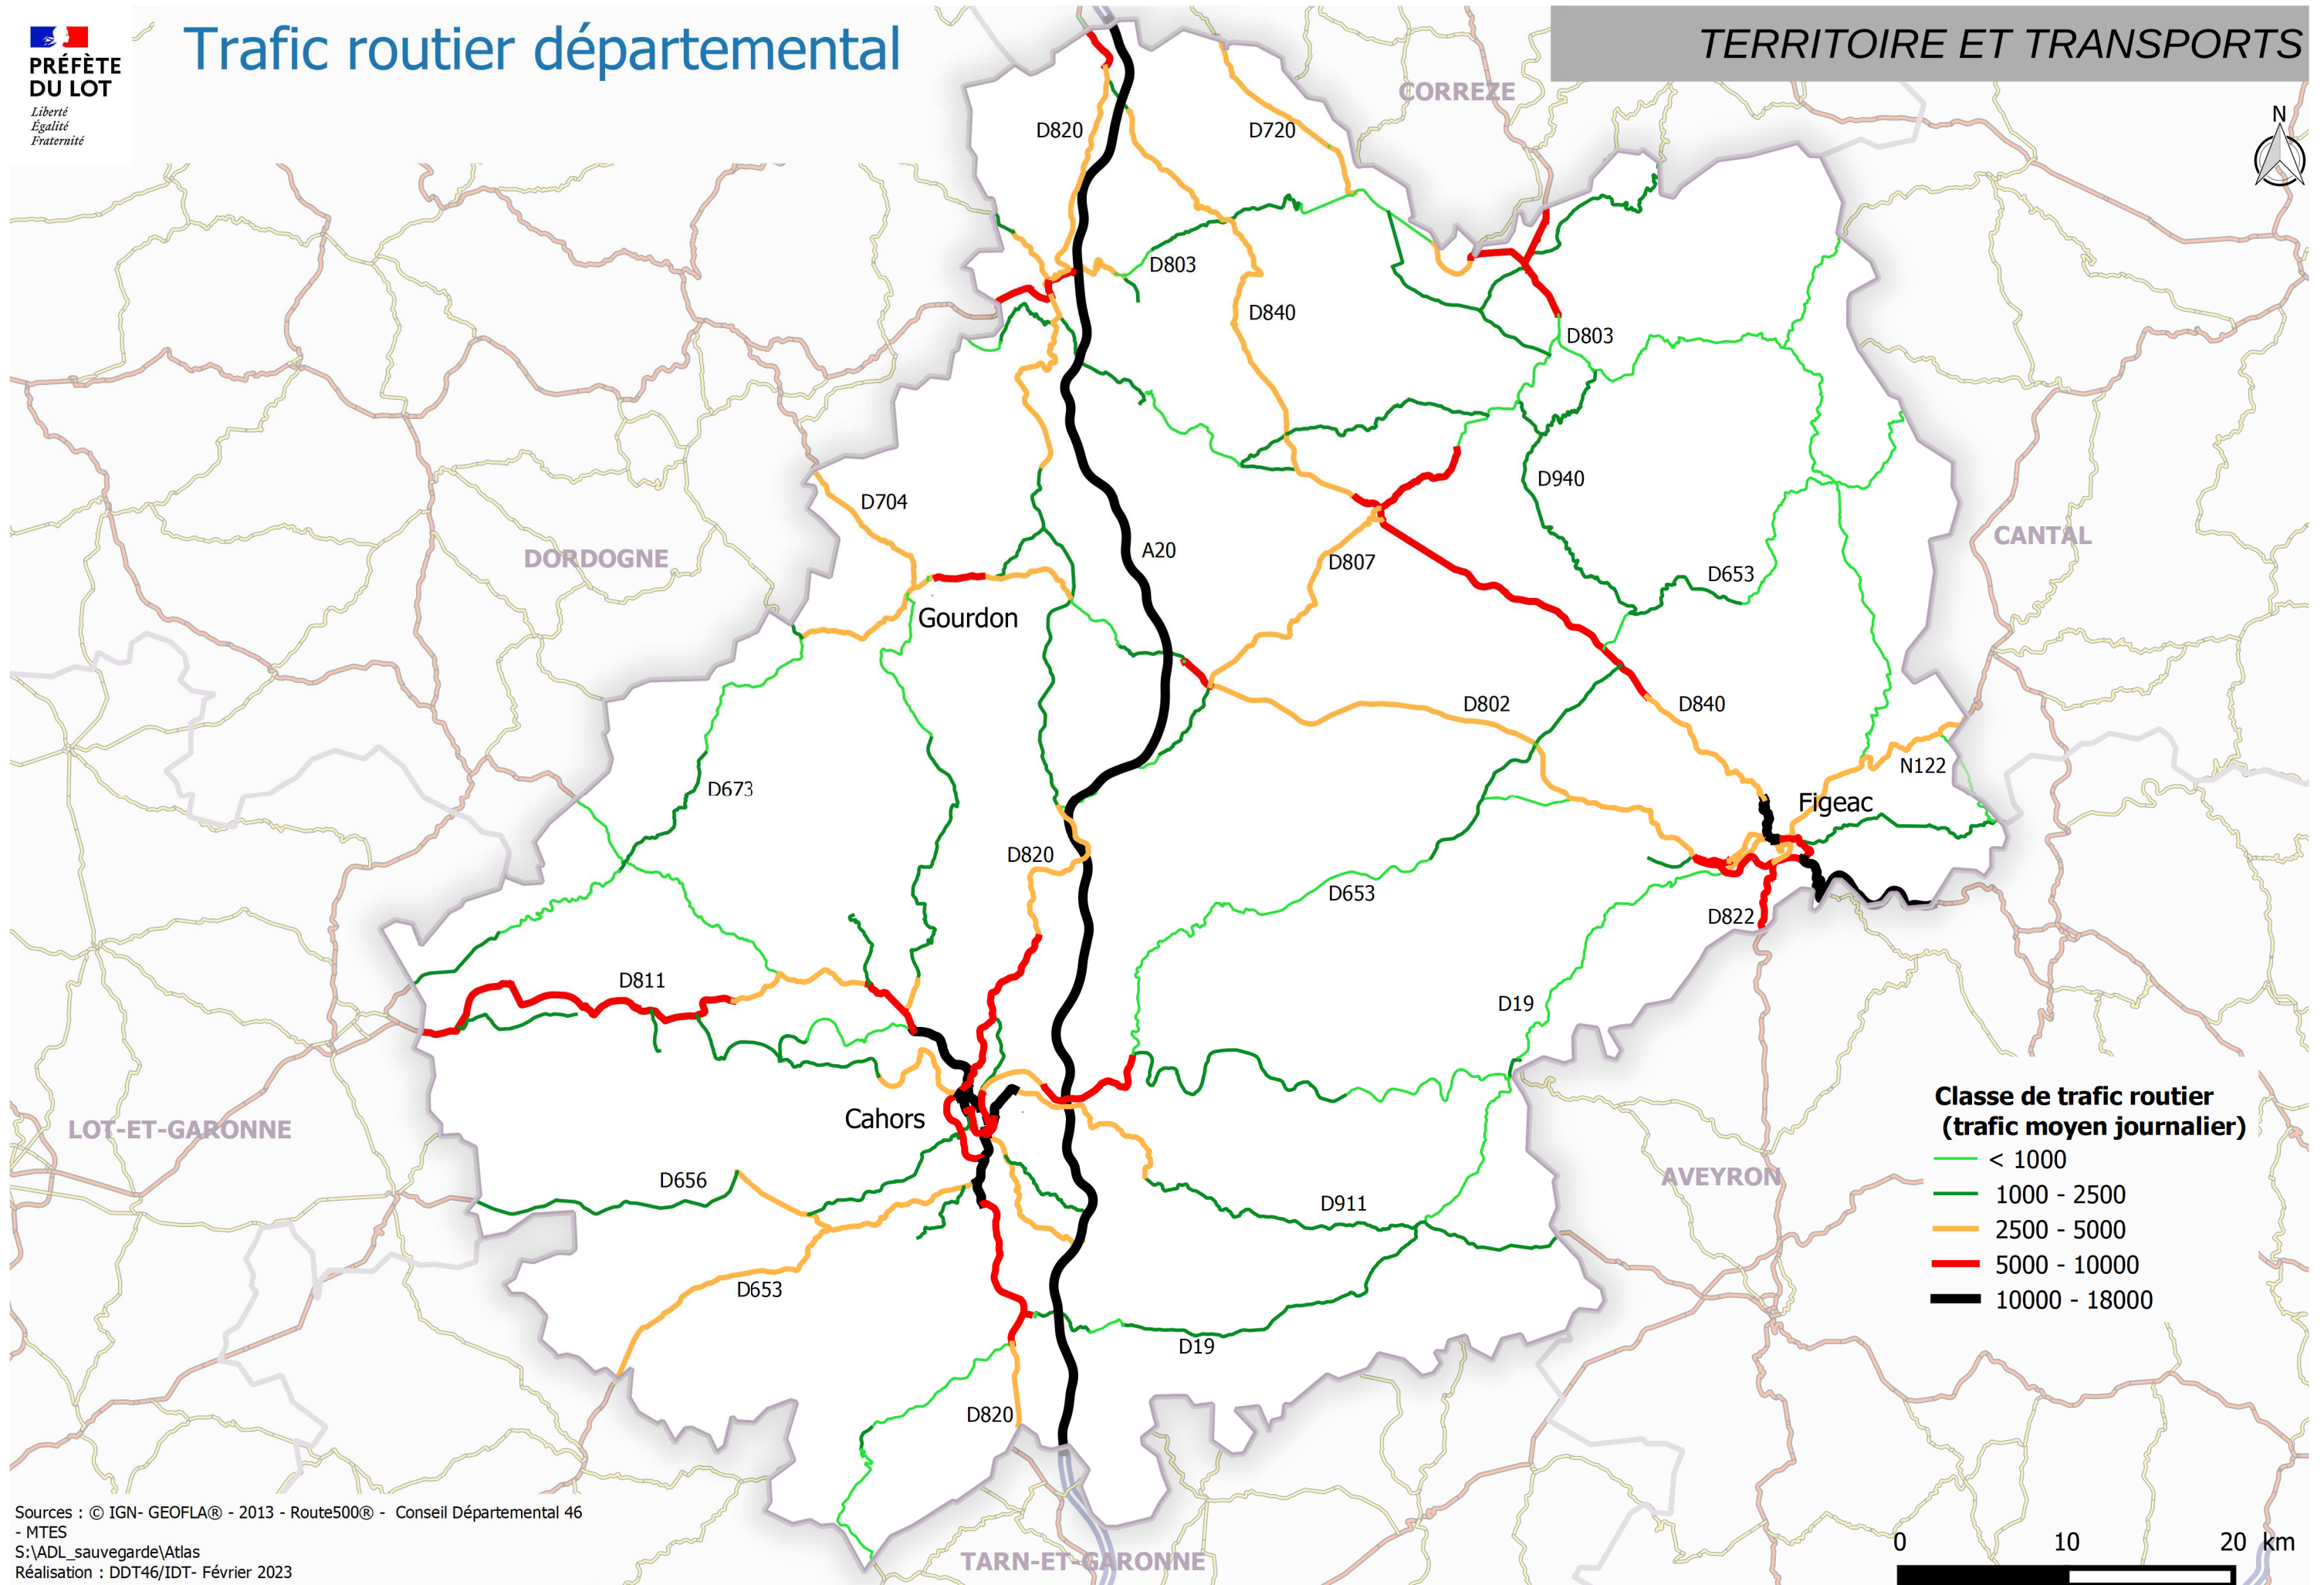 PRÉFÈTE
DU LOT
Liberté
Égalité
Fraternité
Trafic routier départemental
TERRITOIRE ET TRANSPORTS
CORREZE
N
D820
D720
D803
D840
D803
D704
D940
DORDOGNE
CANTAL
A20
D807
D653
Gourdon
D802
D840
N122
D673
Figeac
D820
D653
D822
D811
D19
Cahors
LOT-ET-GARONNE
AVEYRON
D656
D911
D653
D19
D820
TARN-ET-GARONNE
Classe de trafic routier
(trafic moyen journalier)
< 1000
1000 - 2500
2500 - 5000
5000 - 10000
10000 - 18000
Sources : © IGN- GEOFLA® - 2013 - Route500® - Conseil Départemental 46
- MTES
S:\ADL_sauvegarde\Atlas
Réalisation : DDT46/IDT- Février 2023
0 10 20 km